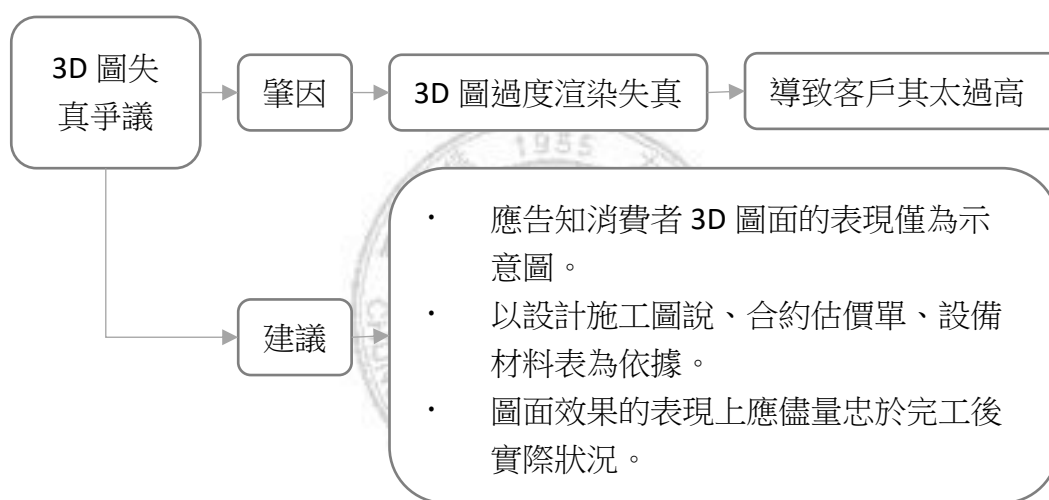 3D 圖失
真爭議
肇因
3D 圖過度渲染失真
導致客戶其太過高
1955
建議
· 應告知消費者 3D 圖面的表現僅為示
意圖。
· 以設計施工圖說、合約估價單、設備
材料表為依據。
· 圖面效果的表現上應儘量忠於完工後
實際狀況。